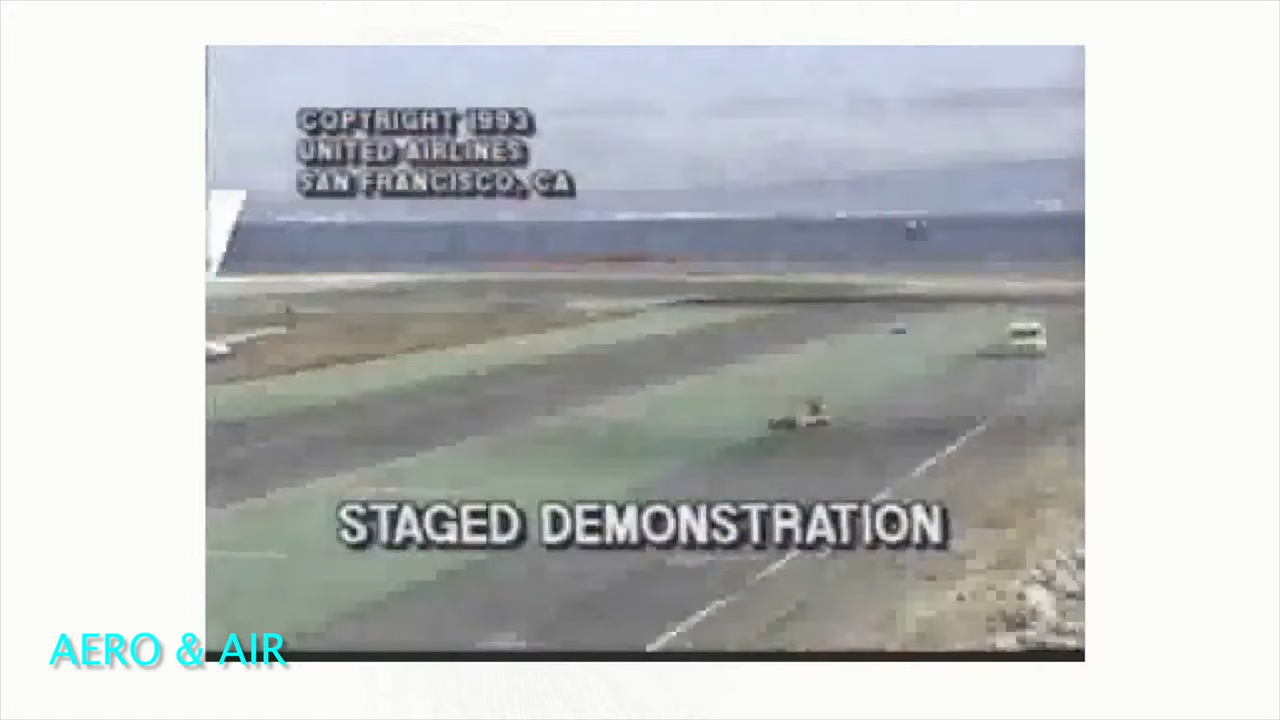 COPYRIGHT 1993
UNITED AIRLINES
SAN FRANCISCO, CA
STAGED DEMONSTRATION
AERO & AIR